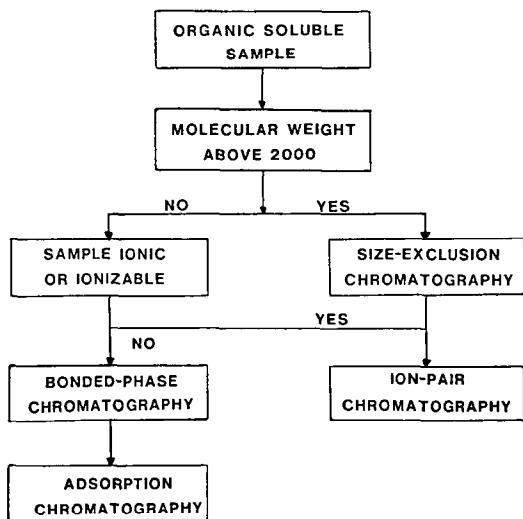 ORGANIC SOLUBLE
SAMPLE
MOLECULAR WEIGHT
ABOVE 2000
NO
YES
SAMPLE IONIC
OR IONIZABLE
SIZE-EXCLUSION
CHROMATOGRAPHY
YES
NO
BONDED-PHASE
CHROMATOGRAPHY
ION-PAIR
CHROMATOGRAPHY
ADSORPTION
CHROMATOGRAPHY